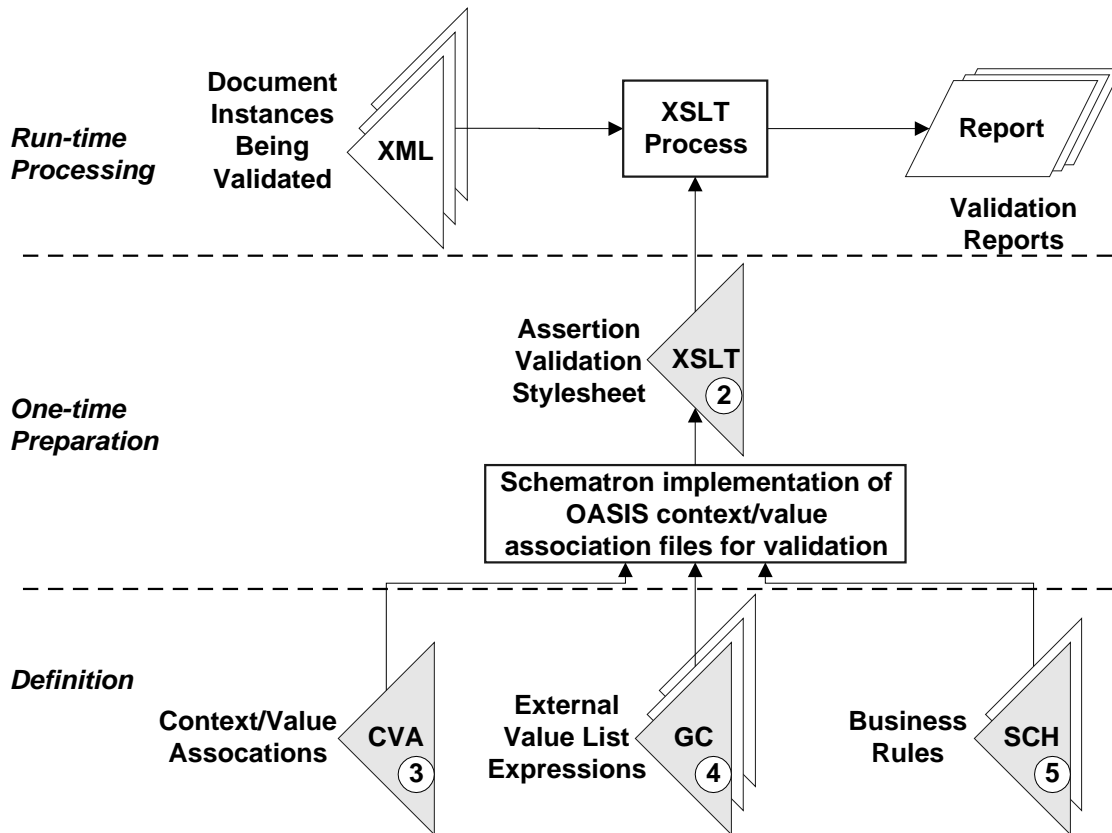 Run-time
Processing
Document
Instances
Being
Validated
XML
XSLT
Process
Report
Validation
Reports
One-time
Preparation
Assertion
Validation
Stylesheet
XSLT
2
Schematron implementation of
OASIS context/value
association files for validation
Definition
Context/Value
Assocations
CVA
3
External
Value List
Expressions
GC
4
Business
Rules
SCH
5